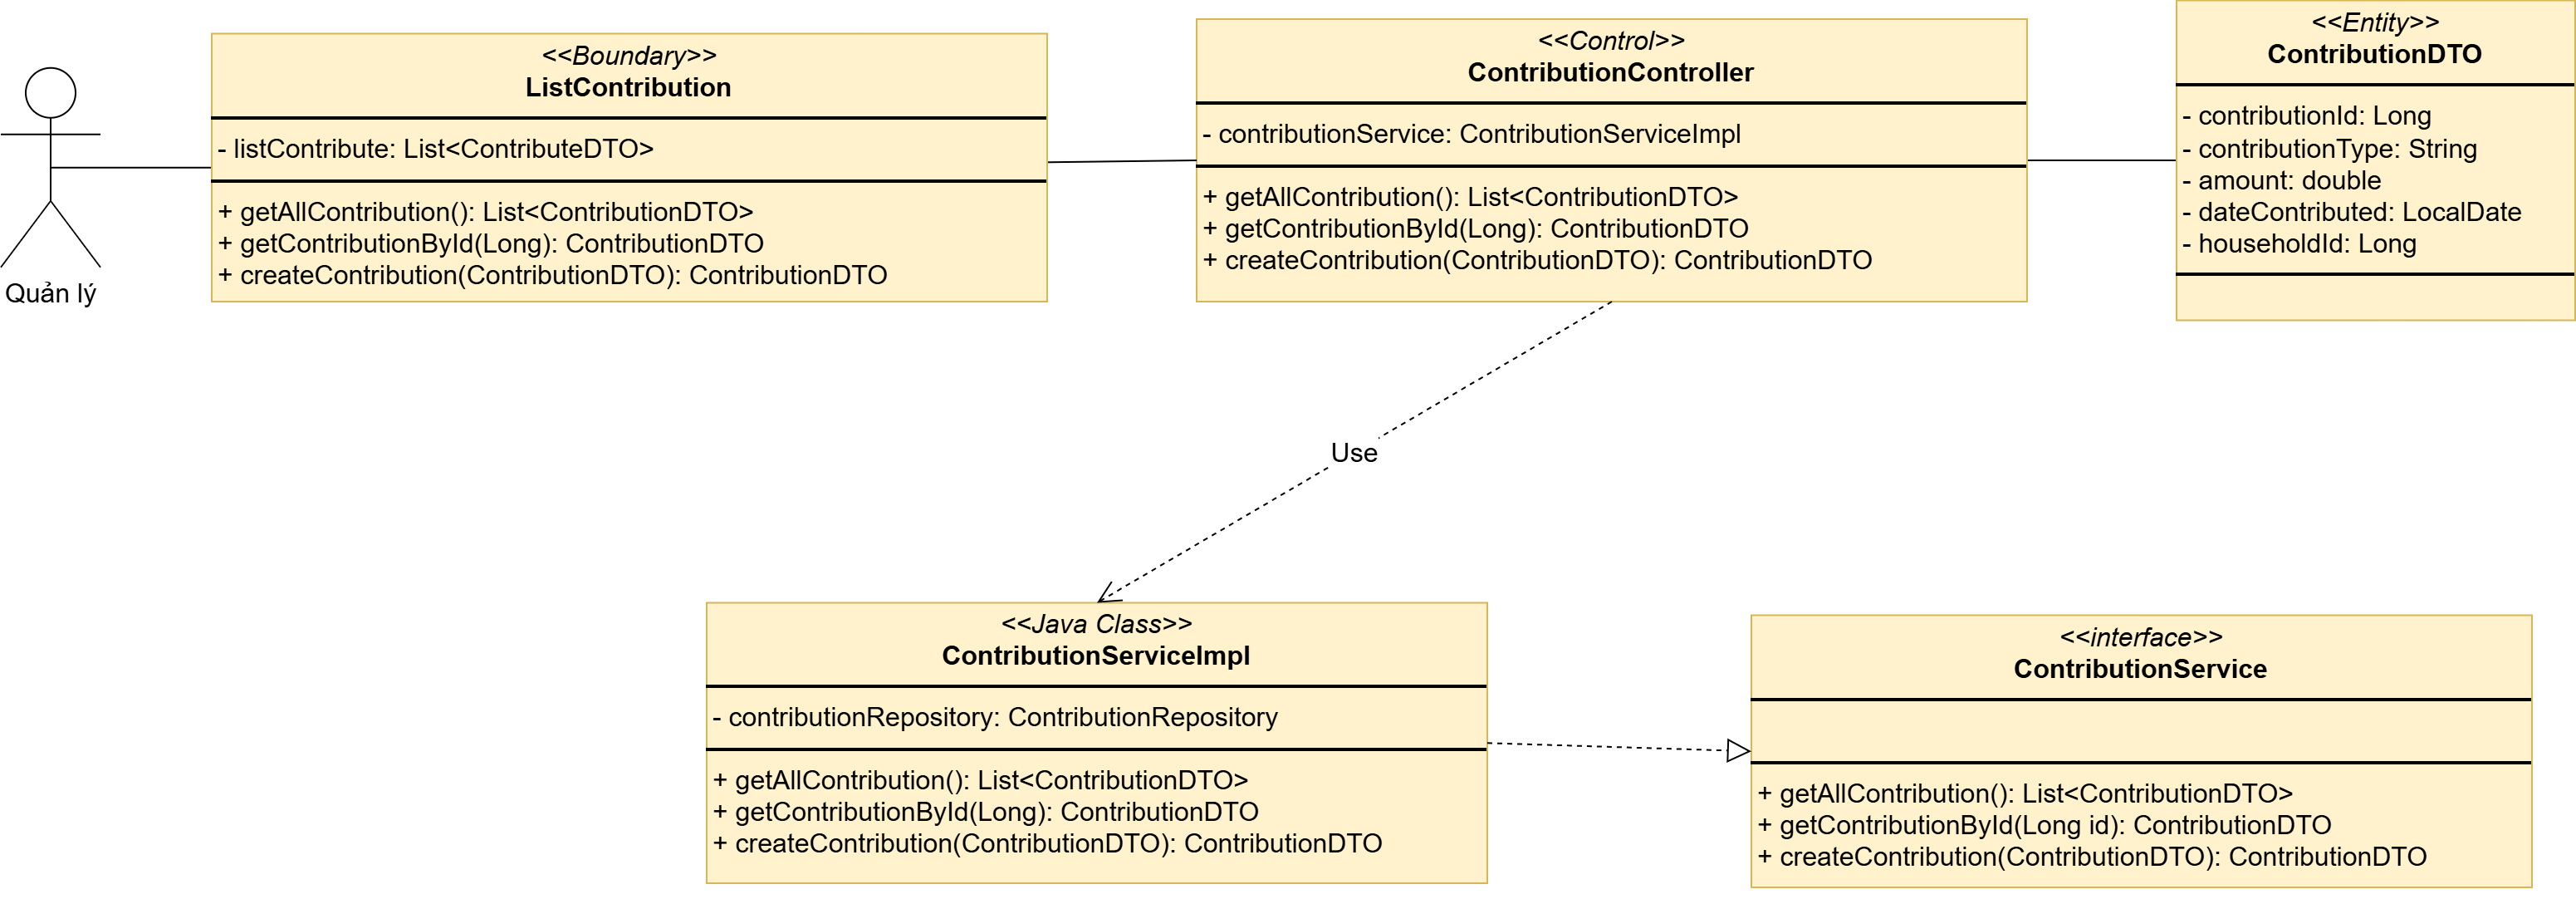 Quản lý
<<Boundary>>
ListContribution
- listContribute: List<ContributeDTO>
+ getAllContribution(): List<ContributionDTO>
+ getContributionById(Long): ContributionDTO
+ createContribution(ContributionDTO): ContributionDTO
<<Control>>
ContributionController
- contributionService: ContributionServiceImpl
+ getAllContribution(): List<ContributionDTO>
+ getContributionById(Long): ContributionDTO
+ createContribution(ContributionDTO): ContributionDTO
<<Entity>>
ContributionDTO
- contributionId: Long
- contributionType: String
- amount: double
- dateContributed: LocalDate
- householdId: Long
Use
<<Java Class>>
ContributionServiceImpl
- contributionRepository: ContributionRepository
+ getAllContribution(): List<ContributionDTO>
+ getContributionById(Long): ContributionDTO
+ createContribution(ContributionDTO): ContributionDTO
<<interface>>
ContributionService
+ getAllContribution(): List<ContributionDTO>
+ getContributionById(Long id): ContributionDTO
+ createContribution(ContributionDTO): ContributionDTO